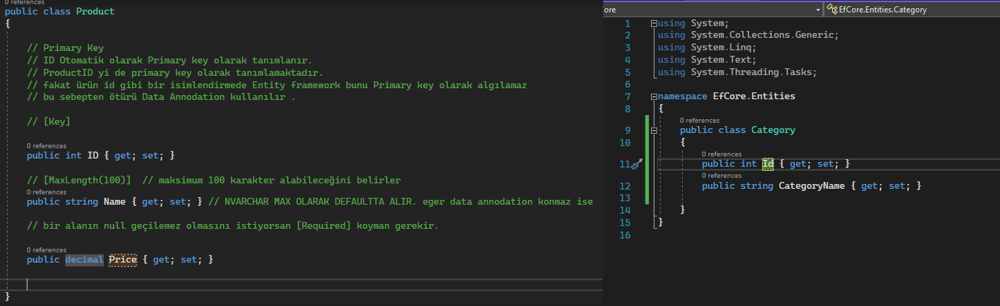 0 references
public class Product
{
// Primary Key
// ID Otomatik olarak Primary key olarak tanımlanır.
// ProductID yi de primary key olarak tanımlamaktadır.
// fakat ürün id gibi bir isimlendirmede Entity framework bunu Primary key olarak algılamaz
// bu sebepten ötürü Data Annodation kullanılır .
// [Key]
0 references
public int ID { get; set; }
// [MaxLength(100)]  // maksimum 100 karakter alabileceğini belirler
0 references
public string Name { get; set; } // NVARCHAR MAX OLARAK DEFAULTTA ALIR. eger data annodation konmaz ise
// bir alanın null geçilemez olmasını istiyorsan [Required] koyman gerekir.
0 references
public decimal Price { get; set; }
}
ore
EfCore.Entities.Category
1 using System;
2 using System.Collections.Generic;
3 using System.Linq;
4 using System.Text;
5 using System.Threading.Tasks;
6
7 namespace EfCore.Entities
8 {
0 references
9 public class Category
10 {
0 references
11 public int Id { get; set; }
0 references
12 public string CategoryName { get; set; }
13
14 }
15 }
16